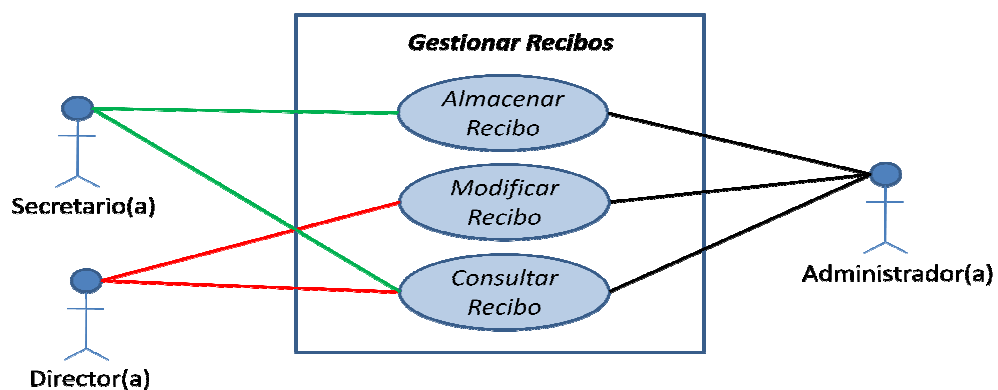 Gestionar Recibos
Almacenar
Recibo
Secretario(a)
Modificar
Recibo
Administrador(a)
Consultar
Recibo
Director(a)